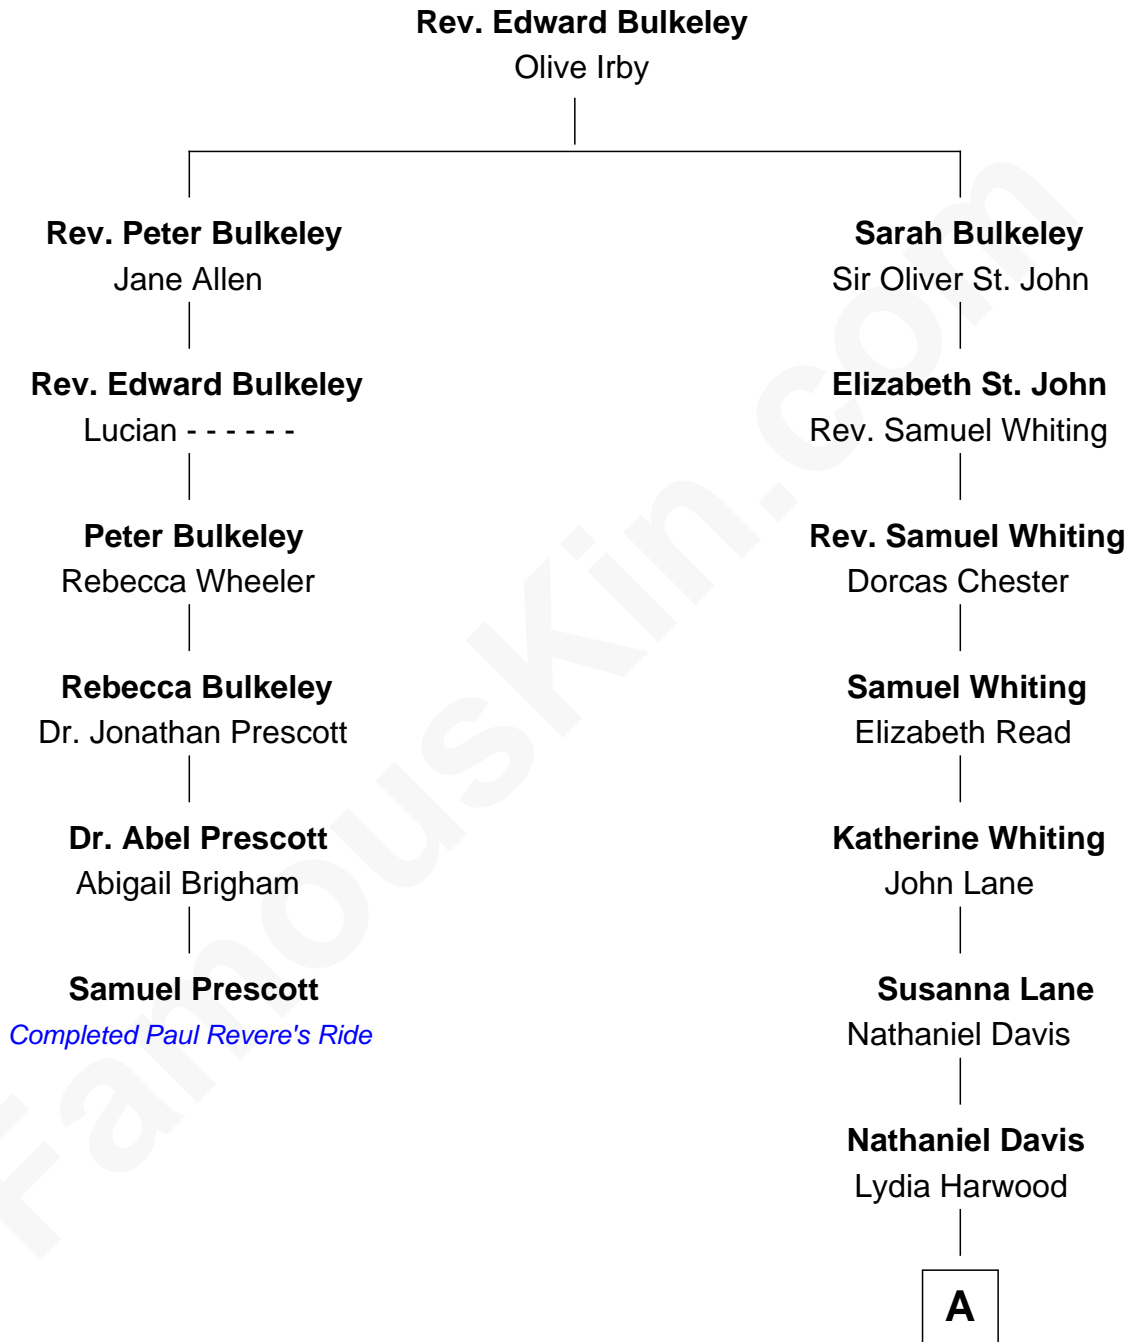 Rev. Edward Bulkeley
Olive Irby
Rev. Peter Bulkeley
Jane Allen
Rev. Edward Bulkeley
Lucian - - - - - -
Peter Bulkeley
Rebecca Wheeler
Rebecca Bulkeley
Dr. Jonathan Prescott
Dr. Abel Prescott
Abigail Brigham
Samuel Prescott
Completed Paul Revere's Ride
Sarah Bulkeley
Sir Oliver St. John
Elizabeth St. John
Rev. Samuel Whiting
Rev. Samuel Whiting
Dorcas Chester
Samuel Whiting
Elizabeth Read
Katherine Whiting
John Lane
Susanna Lane
Nathaniel Davis
Nathaniel Davis
Lydia Harwood
A
FamousKin.com